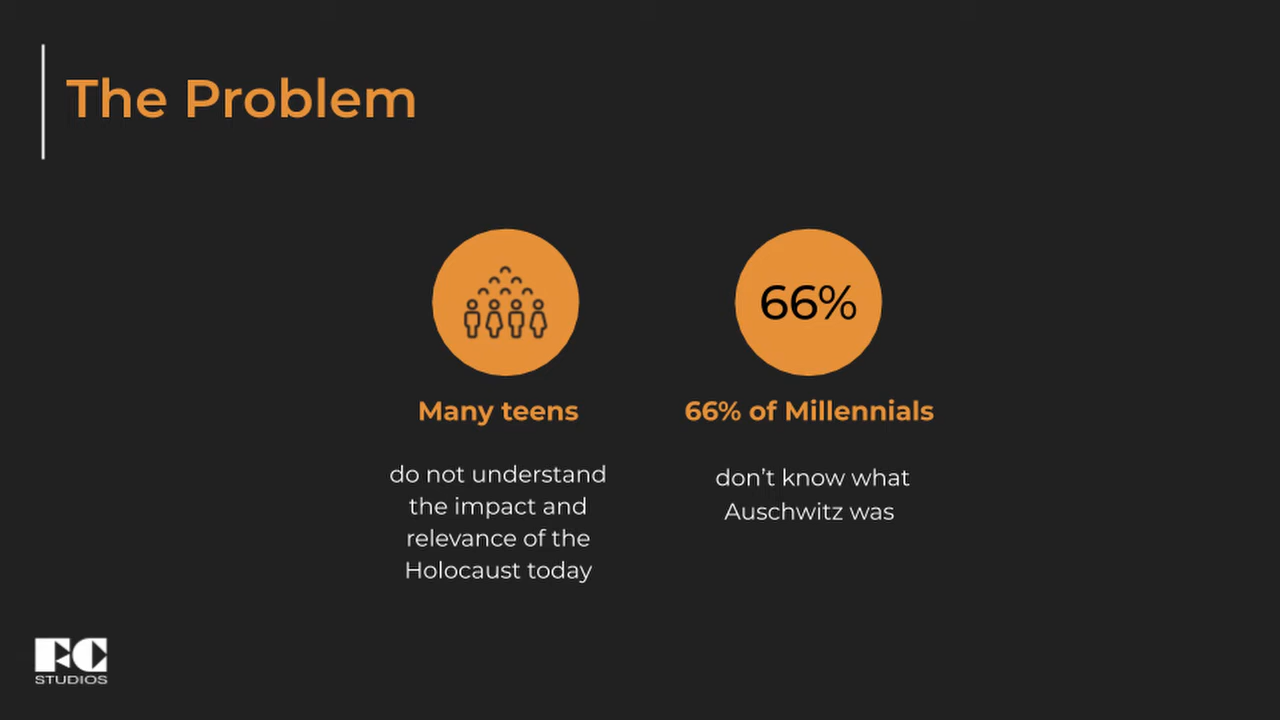 The Problem
66%
Many teens
do not understand
the impact and
relevance of the
Holocaust today
66% of Millennials
don’t know what
Auschwitz was
EC
STUDIOS